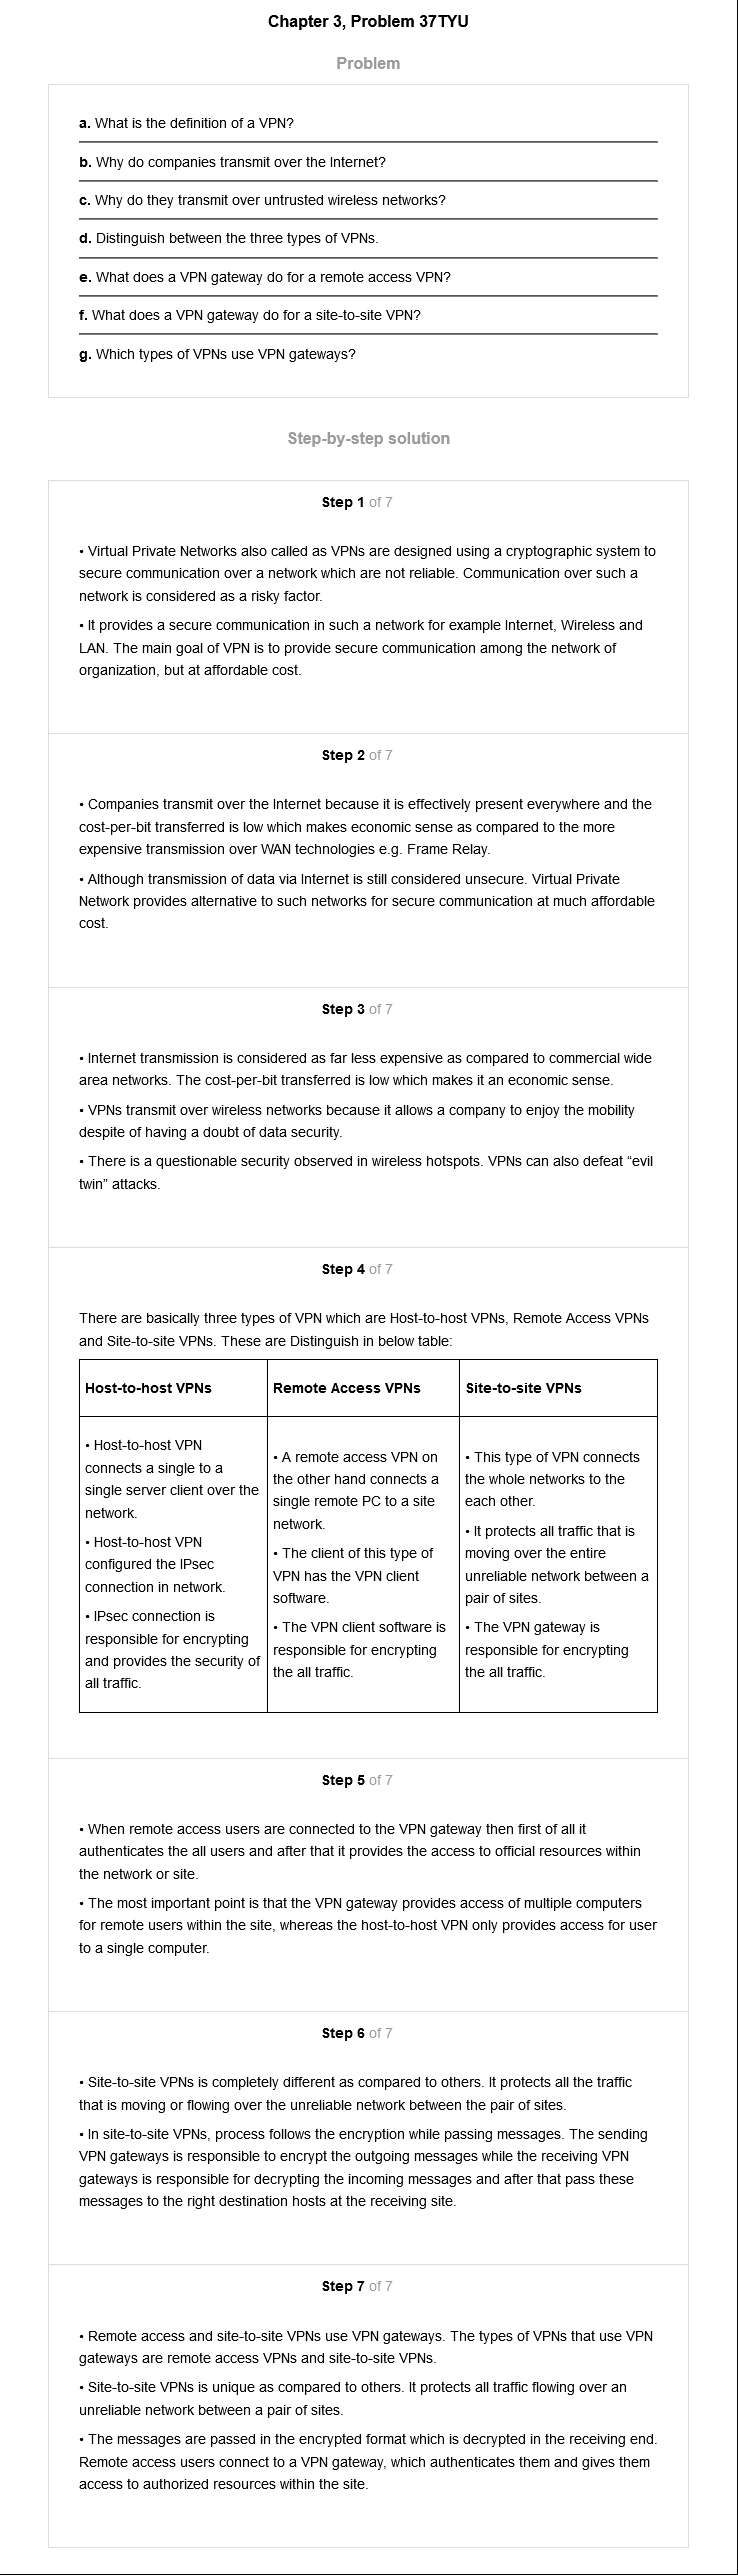 Chapter 3, Problem 37TYU
Problem
a. What is the definition of a VPN?
b. Why do companies transmit over the Internet?
c. Why do they transmit over untrusted wireless networks?
d. Distinguish between the three types of VPNs.
e. What does a VPN gateway do for a remote access VPN?
f. What does a VPN gateway do for a site-to-site VPN?
g. Which types of VPNs use VPN gateways?
Step-by-step solution
Step 1 of 7
• Virtual Private Networks also called as VPNs are designed using a cryptographic system to
secure communication over a network which are not reliable. Communication over such a
network is considered as a risky factor.
• It provides a secure communication in such a network for example Internet, Wireless and
LAN. The main goal of VPN is to provide secure communication among the network of
organization, but at affordable cost.
Step 2 of 7
• Companies transmit over the Internet because it is effectively present everywhere and the
cost-per-bit transferred is low which makes economic sense as compared to the more
expensive transmission over WAN technologies e.g. Frame Relay.
• Although transmission of data via Internet is still considered unsecure. Virtual Private
Network provides alternative to such networks for secure communication at much affordable
cost.
Step 3 of 7
• Internet transmission is considered as far less expensive as compared to commercial wide
area networks. The cost-per-bit transferred is low which makes it an economic sense.
• VPNs transmit over wireless networks because it allows a company to enjoy the mobility
despite of having a doubt of data security.
• There is a questionable security observed in wireless hotspots. VPNs can also defeat “evil
twin” attacks.
Step 4 of 7
There are basically three types of VPN which are Host-to-host VPNs, Remote Access VPNs
and Site-to-site VPNs. These are Distinguish in below table:
Host-to-host VPNs
Remote Access VPNs
Site-to-site VPNs
• Host-to-host VPN
connects a single to a
single server client over the
network.
• Host-to-host VPN
configured the IPsec
connection in network.
• IPsec connection is
responsible for encrypting
and provides the security of
all traffic.
• A remote access VPN on
the other hand connects a
single remote PC to a site
network.
• The client of this type of
VPN has the VPN client
software.
• The VPN client software is
responsible for encrypting
the all traffic.
• This type of VPN connects
the whole networks to the
each other.
• It protects all traffic that is
moving over the entire
unreliable network between a
pair of sites.
• The VPN gateway is
responsible for encrypting
the all traffic.
Step 5 of 7
• When remote access users are connected to the VPN gateway then first of all it
authenticates the all users and after that it provides the access to official resources within
the network or site.
• The most important point is that the VPN gateway provides access of multiple computers
for remote users within the site, whereas the host-to-host VPN only provides access for user
to a single computer.
Step 6 of 7
• Site-to-site VPNs is completely different as compared to others. It protects all the traffic
that is moving or flowing over the unreliable network between the pair of sites.
• In site-to-site VPNs, process follows the encryption while passing messages. The sending
VPN gateways is responsible to encrypt the outgoing messages while the receiving VPN
gateways is responsible for decrypting the incoming messages and after that pass these
messages to the right destination hosts at the receiving site.
Step 7 of 7
• Remote access and site-to-site VPNs use VPN gateways. The types of VPNs that use VPN
gateways are remote access VPNs and site-to-site VPNs.
• Site-to-site VPNs is unique as compared to others. It protects all traffic flowing over an
unreliable network between a pair of sites.
• The messages are passed in the encrypted format which is decrypted in the receiving end.
Remote access users connect to a VPN gateway, which authenticates them and gives them
access to authorized resources within the site.